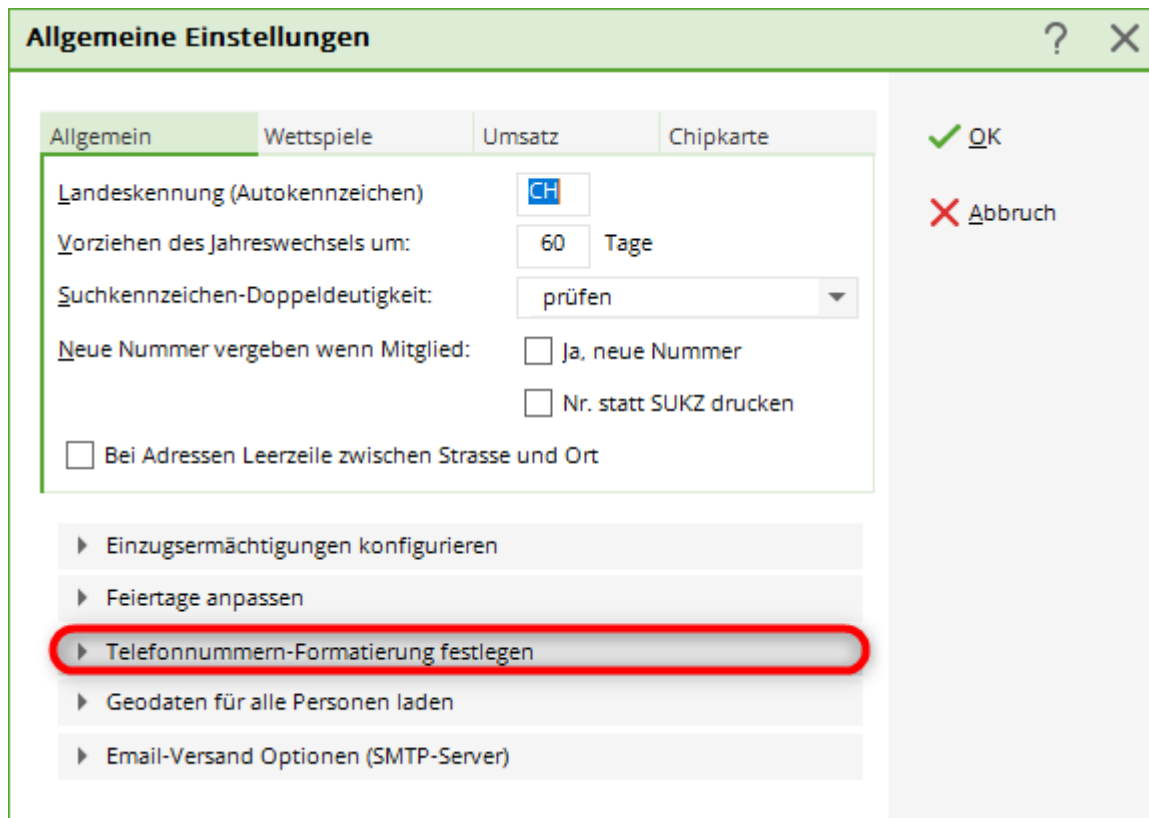 Allgemeine Einstellungen ?
Allgemein Wettspiele Umsatz Chipkarte
OK
Landeskennung (Autokennzeichen) CH
Abbruch
Vorziehen des Jahreswechsels um: 60 Tage
Suchkennzeichen-Doppeldeutigkeit: prüfen
Neue Nummer vergeben wenn Mitglied: Ja, neue Nummer
Nr. statt SUKZ drucken
Bei Adressen Leerzeile zwischen Strasse und Ort
Einzugsermächtigungen konfigurieren
Feiertage anpassen
Telefonnummern-Formatierung festlegen
Geodaten für alle Personen laden
Email-Versand Optionen (SMTP-Server)